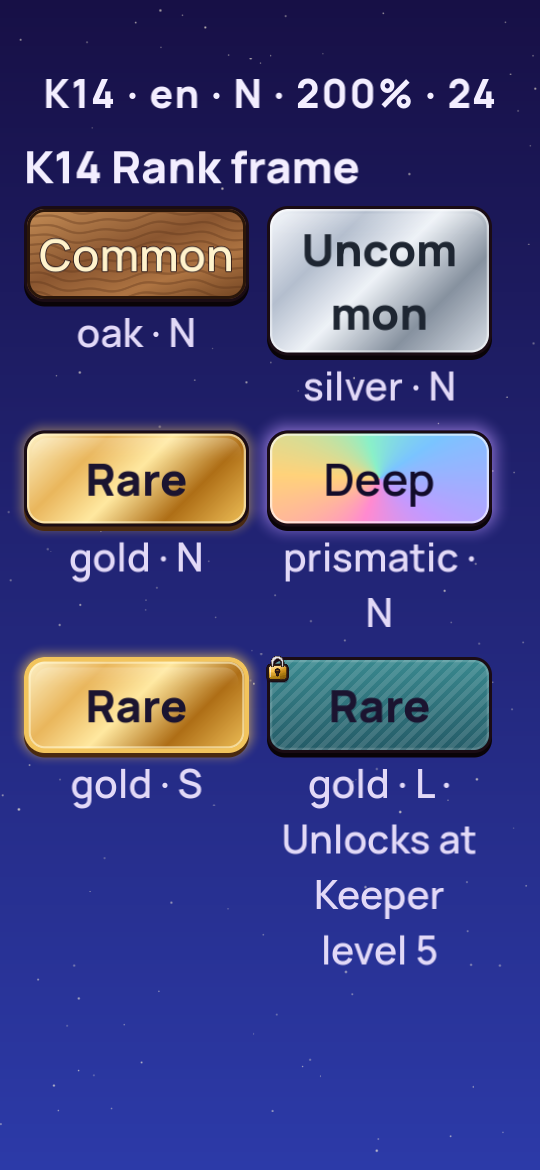 K14 · en · N · 200% · 24
K14 Rank frame
Common
oak · N
Uncom
mon
silver · N
Rare
gold · N
Deep
prismatic ·
N
Rare
gold · S
Rare
gold · L ·
Unlocks at
Keeper
level 5